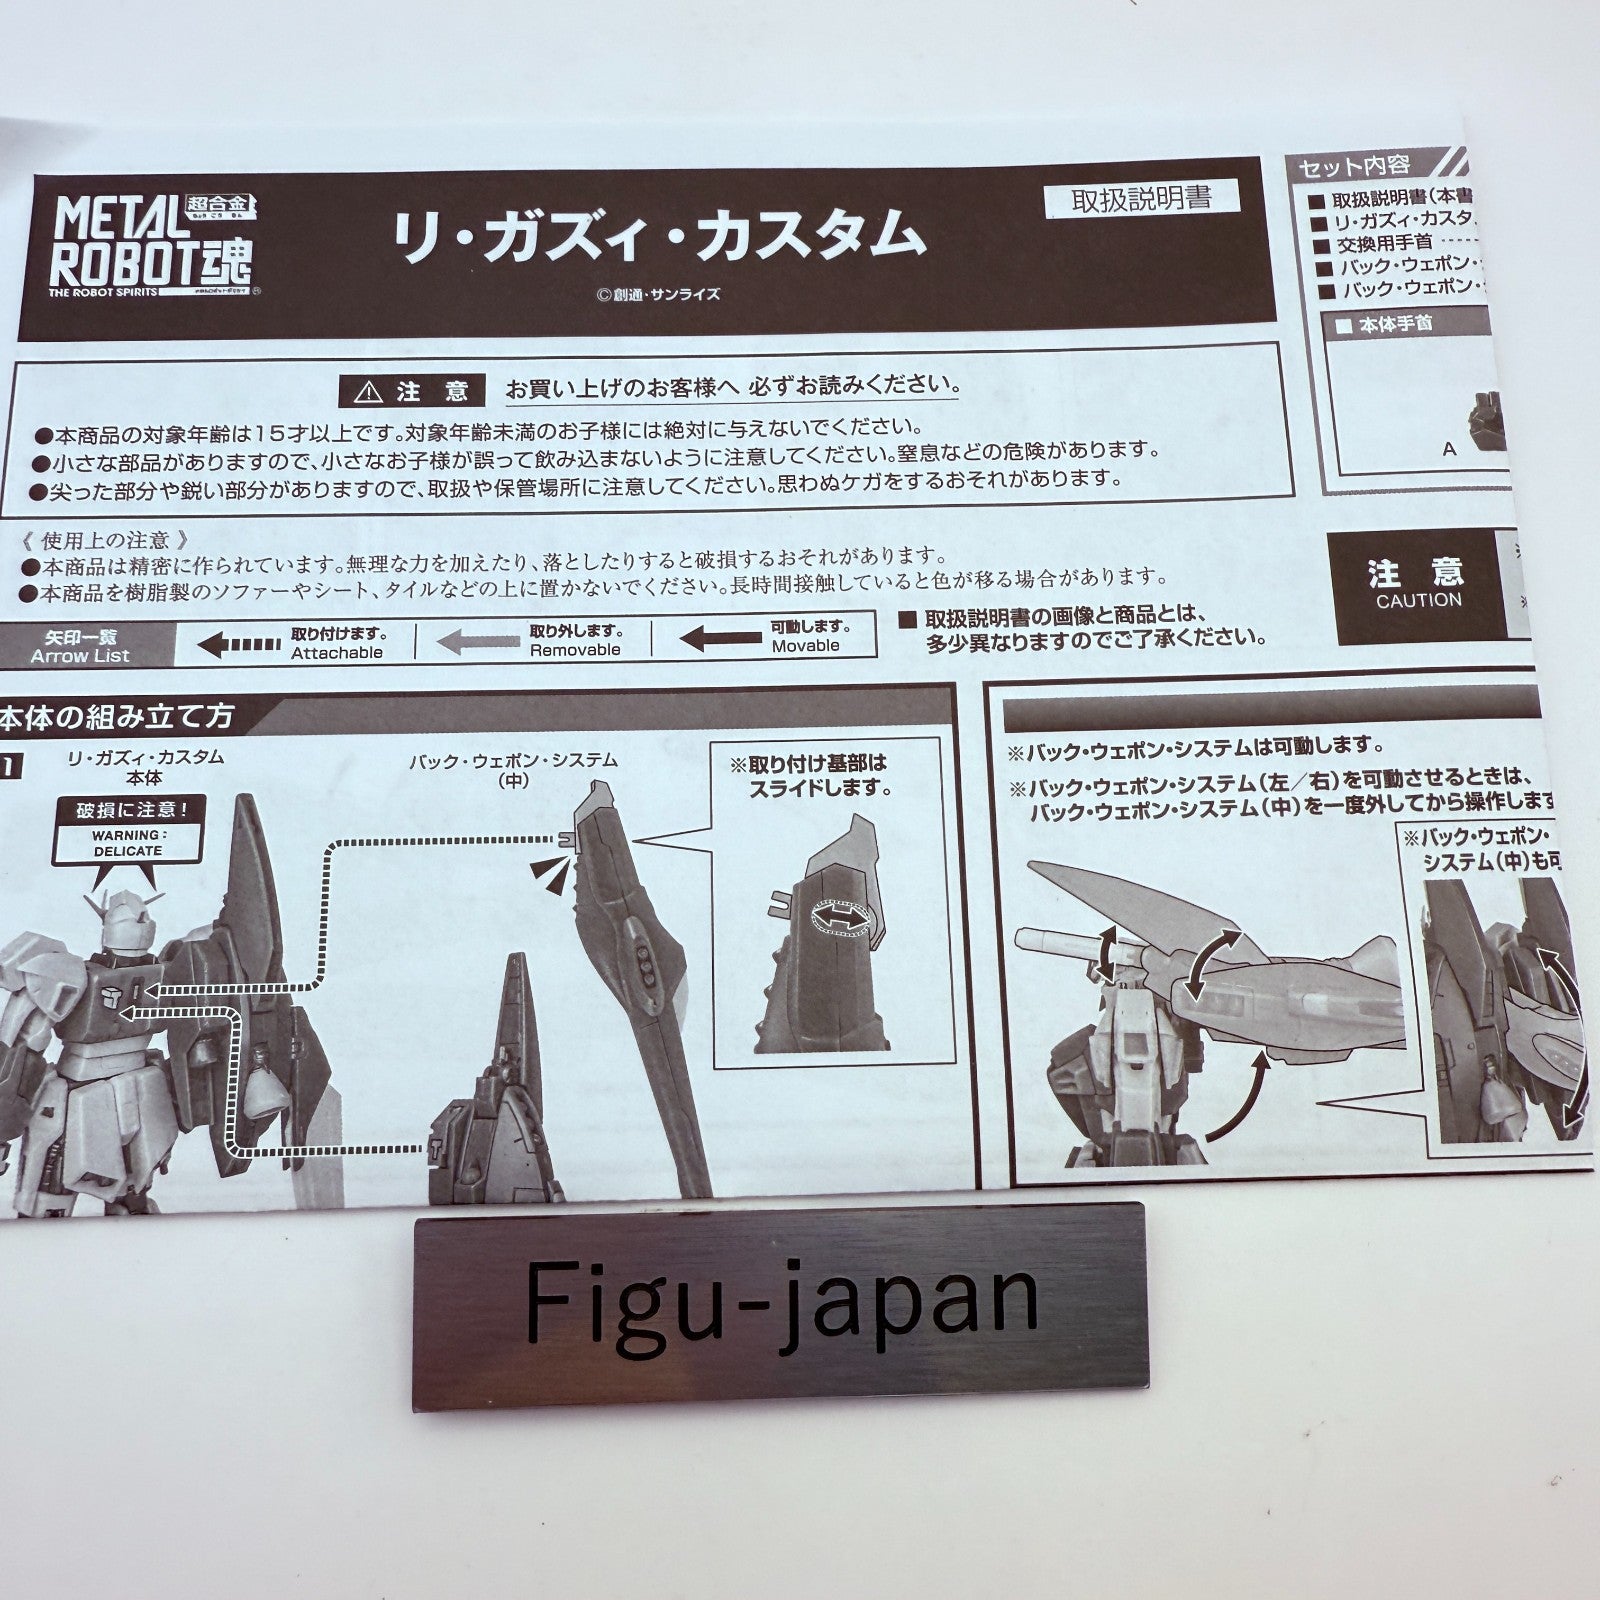 METAL 超合金
ROBOT魂
THE ROBOT SPIRITS
リ・ガズィ・カスタム
©創通・サンライズ
取扱説明書
⚠ 注 意 お買い上げのお客様へ 必ずお読みください。
●本商品の対象年齢は15才以上です。対象年齢未満のお子様には絶対に与えないでください。
●小さな部品がありますので、小さなお子様が誤って飲み込まないように注意してください。窒息などの危険があります。
●尖った部分や鋭い部分がありますので、取扱や保管場所に注意してください。思わぬケガをするおそれがあります。
《 使用上の注意 》
●本商品は精密に作られています。無理な力を加えたり、落としたりすると破損するおそれがあります。
●本商品を樹脂製のソファーやシート、タイルなどの上に置かないでください。長時間接触していると色が移る場合があります。
矢印一覧
Arrow List
取り付けます。
Attachable
取り外します。
Removable
可動します。
Movable
■ 取扱説明書の画像と商品とは、
多少異なりますのでご了承ください。
セット内容
■ 取扱説明書(本書
■ リ・ガズィ・カスタ
■ 交換用手首
■ バック・ウェポン・
■ バック・ウェポン・
■ 本体手首
A
注 意
CAUTION
本体の組み立て方
1
リ・ガズィ・カスタム
本体
破損に注意!
WARNING:
DELICATE
バック・ウェポン・システム
(中)
※取り付け基部は
スライドします。
※バック・ウェポン・システムは可動します。
※バック・ウェポン・システム(左/右)を可動させるときは、
バック・ウェポン・システム(中)を一度外してから操作します
※バック・ウェポン・
システム(中)も可
Figu-japan